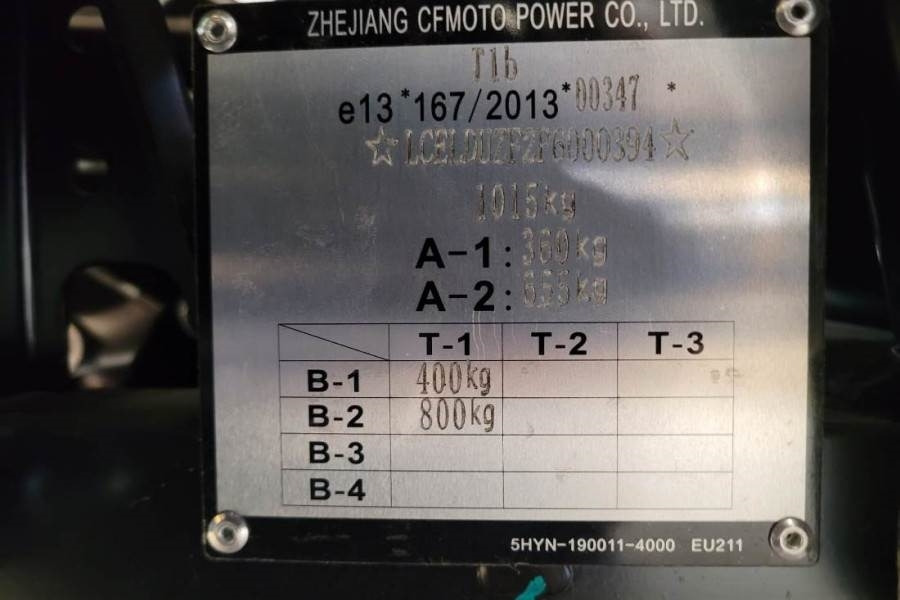 ZHEJIANG CFMOTO POWER CO., LTD.
T1b
e13*167/2013*00347 *
1015kg
A-1: 360kg
A-2: 655kg
T-1 T-2 T-3
B-1 400kg
B-2 800kg
B-3
B-4
5HYN-190011-4000 EU211